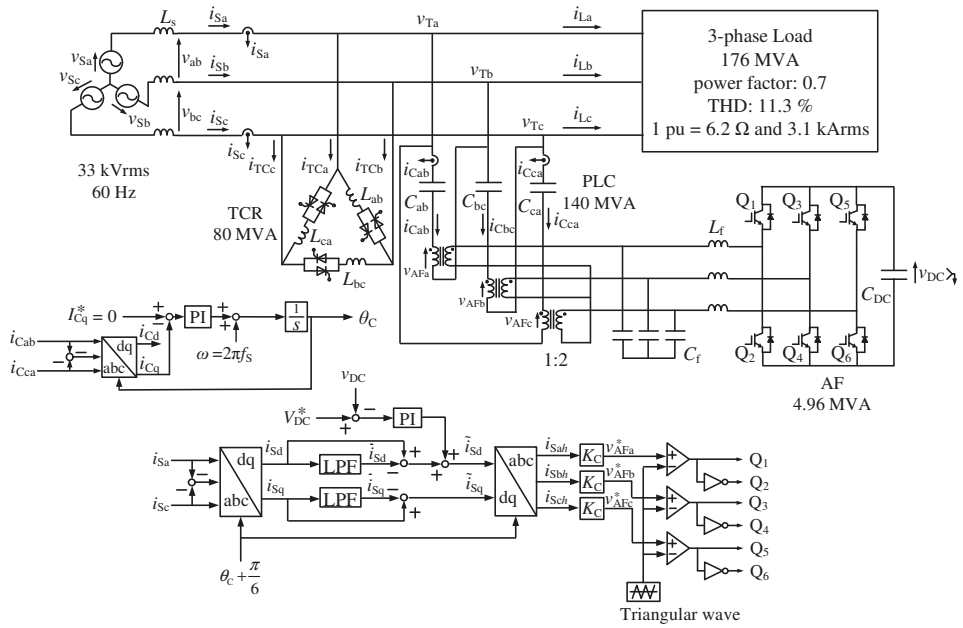 L_s
i_Sa
i_Sa
v_Ta
i_La
v_Sa
v_ab
i_Sb
v_Tb
i_Lb
v_Sc
v_Sb
v_bc
i_Sc
v_Tc
i_Lc
i_Sc
3-phase Load
176 MVA
power factor: 0.7
THD: 11.3 %
1 pu = 6.2 Ω and 3.1 kArms
33 kVrms
60 Hz
i_TCc
i_TCa
i_TCb
TCR
80 MVA
L_ab
L_ca
L_bc
i_Cab
C_ab
i_Cab
C_bc
i_Cbc
i_Cca
C_ca
i_Cca
PLC
140 MVA
v_AFa
v_AFb
v_AFc
1:2
L_f
C_f
Q_1
Q_3
Q_5
Q_2
Q_4
Q_6
C_DC
v_DC
AF
4.96 MVA
I*_Cq = 0
PI
1/s
θ_C
ω=2πf_S
i_Cab
i_Cca
dq
abc
i_Cd
i_Cq
v_DC
V*_DC
PI
i_Sa
i_Sc
dq
abc
i_Sd
LPF
ī_Sd
ĩ_Sd
i_Sq
LPF
ī_Sq
ĩ_Sq
abc
dq
i_Sah
K_C
v*_AFa
i_Sbh
K_C
v*_AFb
i_Sch
K_C
v*_AFc
Q_1
Q_2
Q_3
Q_4
Q_5
Q_6
θ_C + π/6
Triangular wave